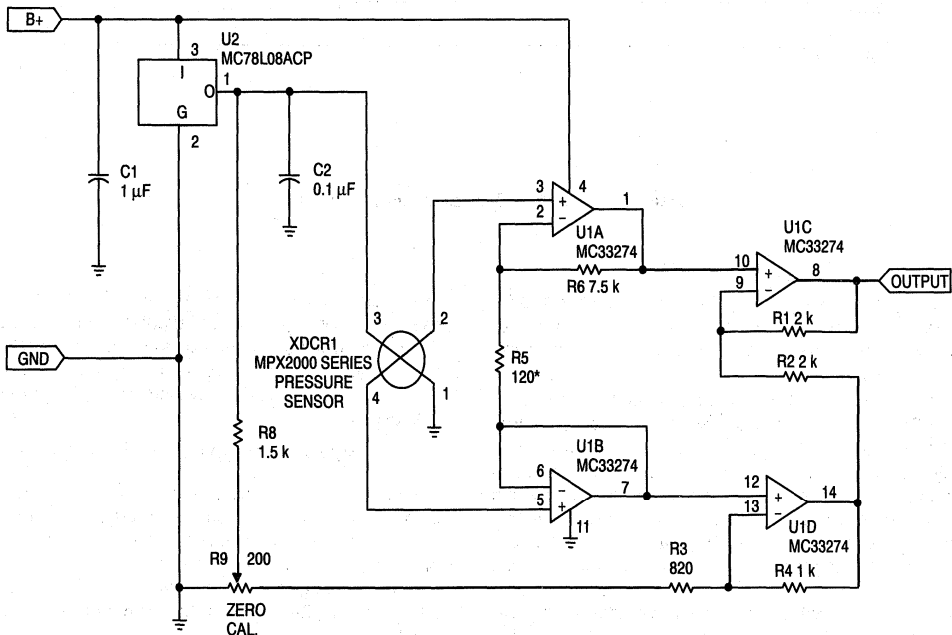 B+
U2
MC78L08ACP
3
I
1
O
G
2
C1
1 µF
C2
0.1 µF
3
4
1
2
U1A
MC33274
U1C
MC33274
10
8
9
OUTPUT
R6 7.5 k
R1 2 k
3
2
XDCR1
MPX2000 SERIES
PRESSURE
SENSOR
GND
R5
120*
R2 2 k
4
1
R8
1.5 k
U1B
MC33274
6
7
5
11
12
14
13
U1D
MC33274
R9
200
R3
820
R4 1 k
ZERO
CAL.